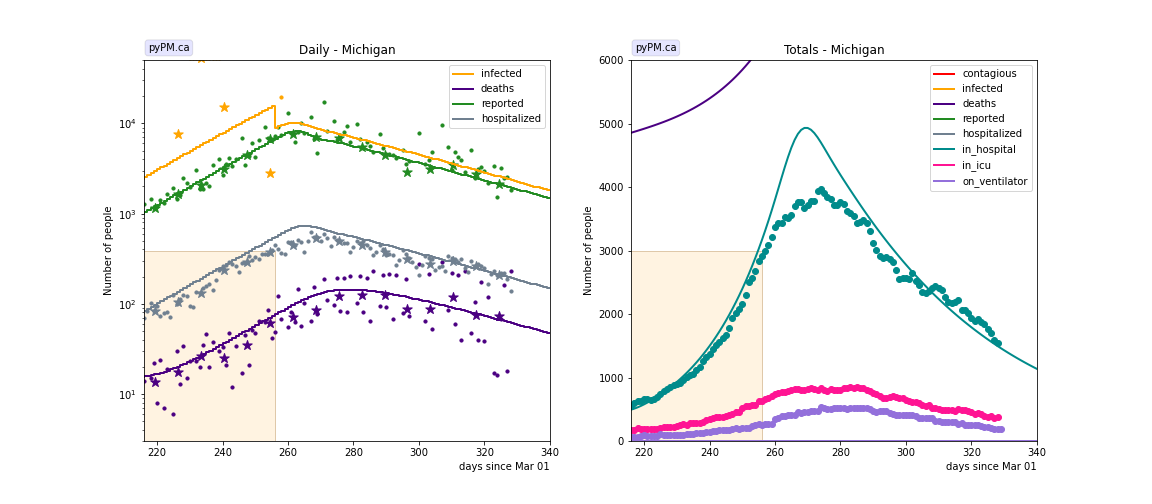 pyPM.ca
Daily - Michigan
infected
deaths
reported
hospitalized
10⁴
10³
10²
10¹
Number of people
220 240 260 280 300 320 340
days since Mar 01
pyPM.ca
Totals - Michigan
contagious
infected
deaths
reported
hospitalized
in_hospital
in_icu
on_ventilator
6000
5000
4000
3000
2000
1000
0
Number of people
220 240 260 280 300 320 340
days since Mar 01